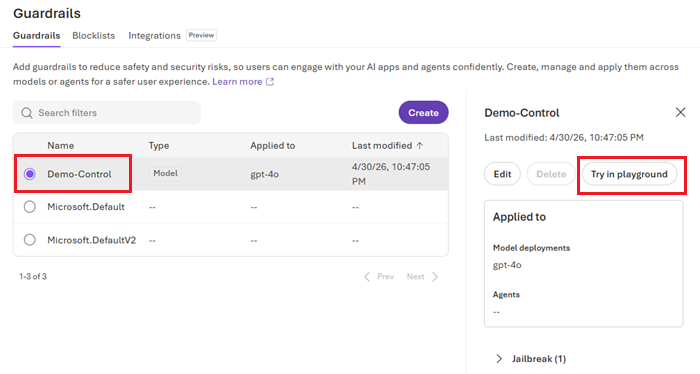 Guardrails
Guardrails Blocklists Integrations Preview
Add guardrails to reduce safety and security risks, so users can engage with your AI apps and agents confidently. Create, manage and apply them across
models or agents for a safer user experience. Learn more
Search filters
Create
Name Type Applied to Last modified ↑
Demo-Control Model gpt-4o 4/30/26, 10:47:05
PM
Microsoft.Default -- -- --
Microsoft.DefaultV2 -- -- --
1-3 of 3
Prev Next
Demo-Control
Last modified: 4/30/26, 10:47:05 PM
Edit Delete Try in playground
Applied to
Model deployments
gpt-4o
Agents
--
Jailbreak (1)